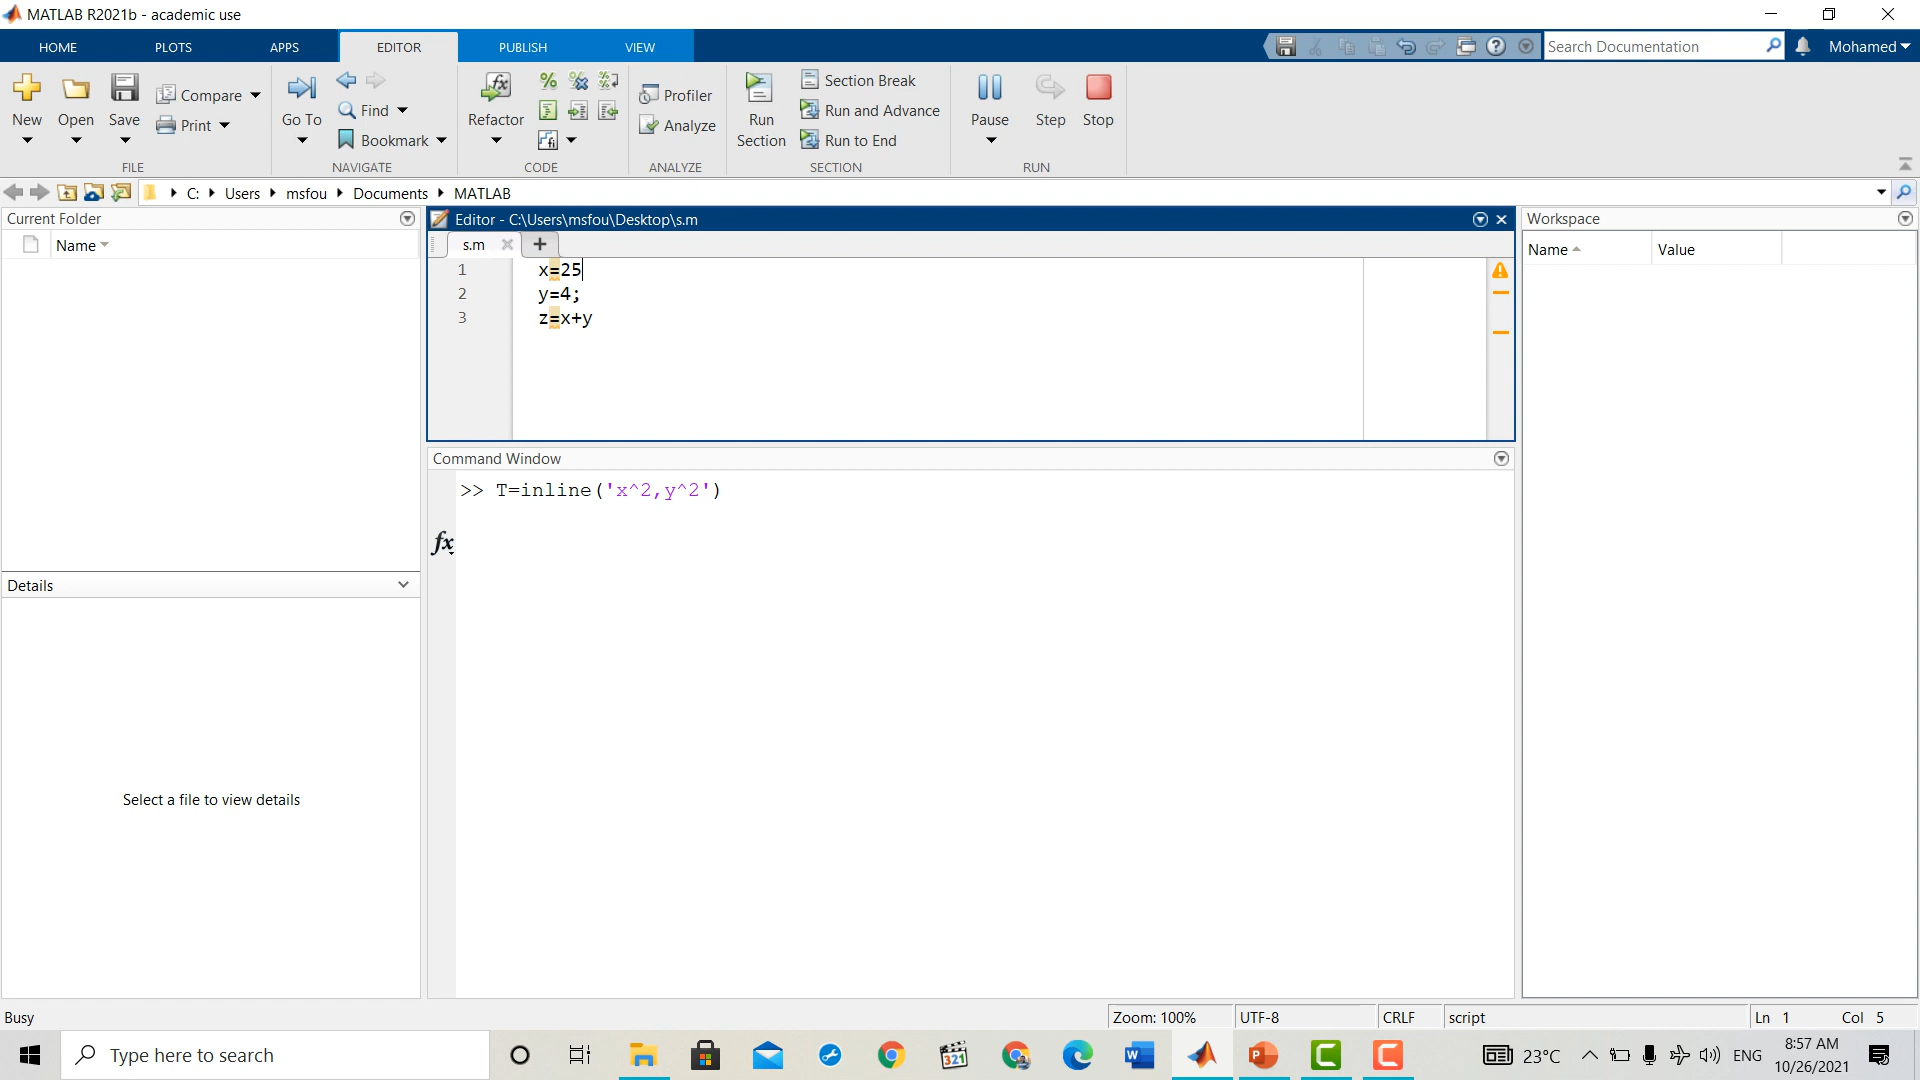 MATLAB R2021b - academic use
HOME PLOTS APPS EDITOR PUBLISH VIEW
Search Documentation Mohamed
New Open Save Compare Print
FILE
Go To Find Bookmark
NAVIGATE
Refactor
CODE
Profiler
Analyze
ANALYZE
Run Section
Section Break
Run and Advance
Run to End
SECTION
Pause Step Stop
RUN
C: Users msfou Documents MATLAB
Current Folder
Name
Details
Select a file to view details
Editor - C:\Users\msfou\Desktop\s.m
s.m
1 x=25
2 y=4;
3 z=x+y
Command Window
>> T=inline('x^2,y^2')
fx
Workspace
Name Value
Busy
Zoom: 100% UTF-8 CRLF script Ln 1 Col 5
Type here to search
321
23°C
ENG
8:57 AM
10/26/2021